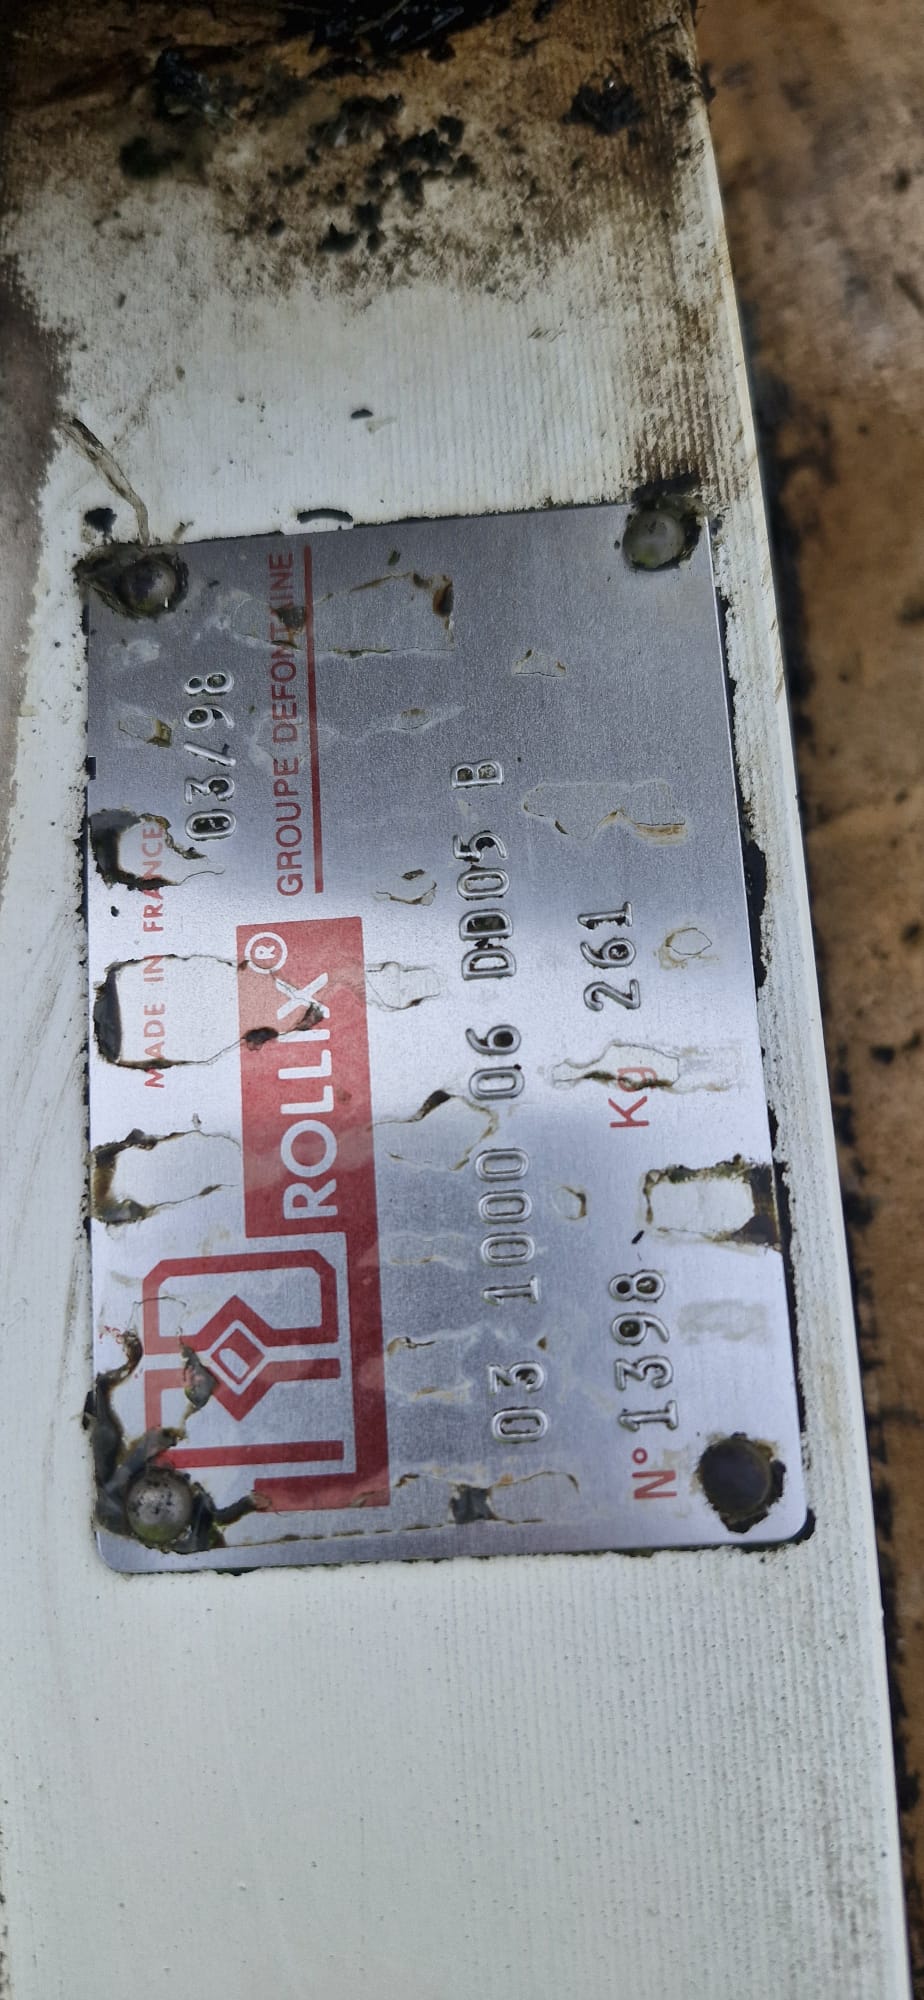 MADE IN FRANCE 03/98
ROLLIX® GROUPE DEFONTAINE
03 1000 06 DD05 B
N° 1398 Kg 261